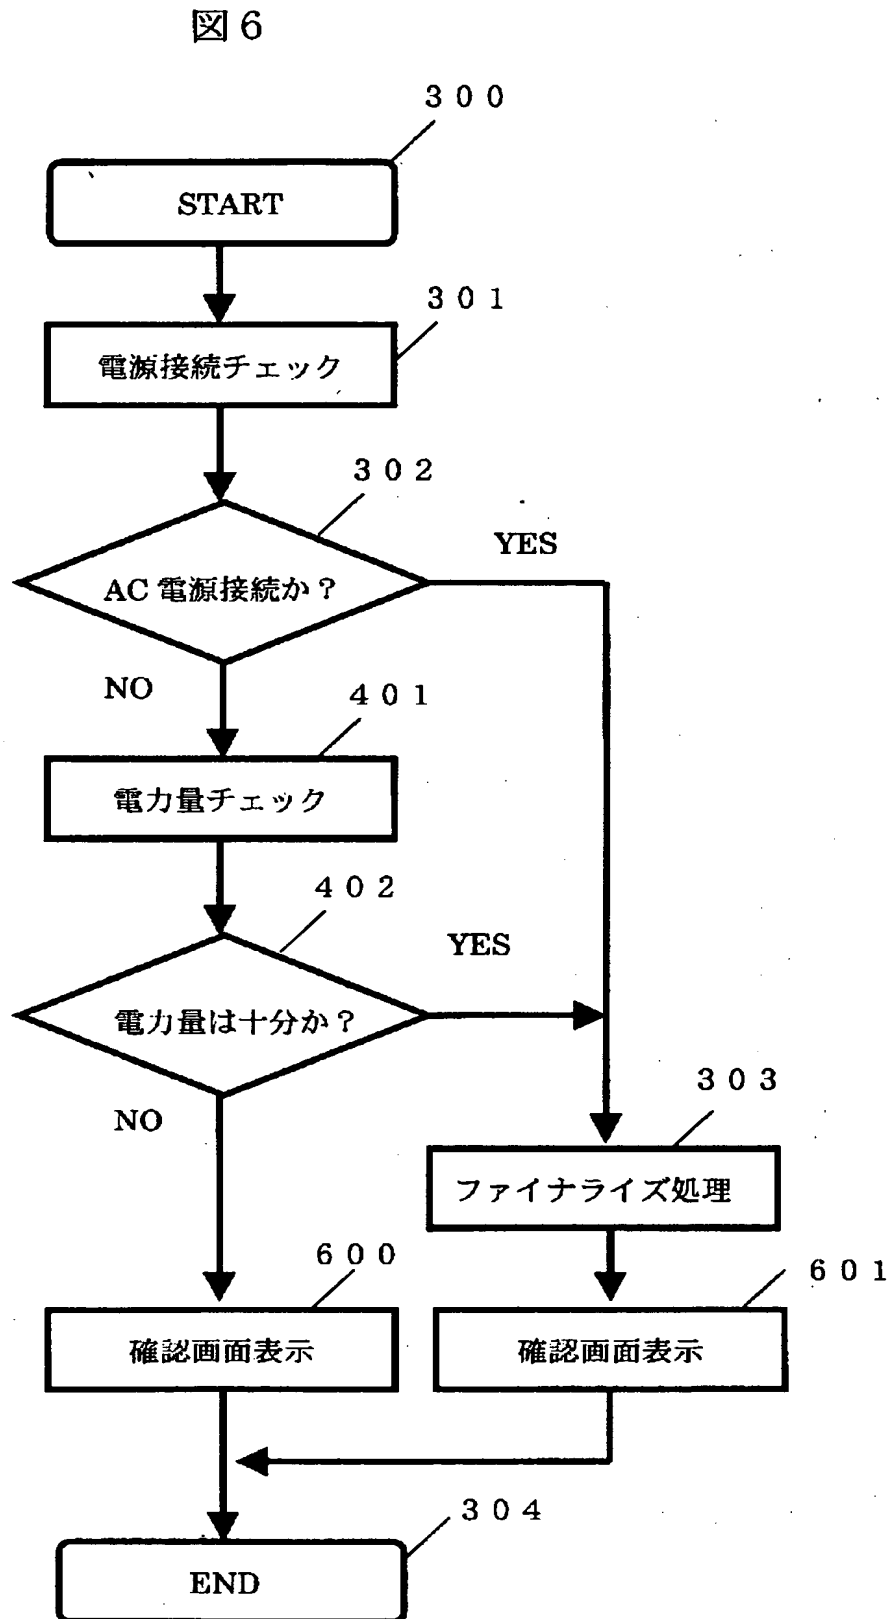 図6
３００
START
３０１
電源接続チェック
３０２
YES
AC 電源接続か？
NO
４０１
電力量チェック
４０２
YES
電力量は十分か？
NO
３０３
ファイナライズ処理
６００
６０１
確認画面表示
確認画面表示
３０４
END